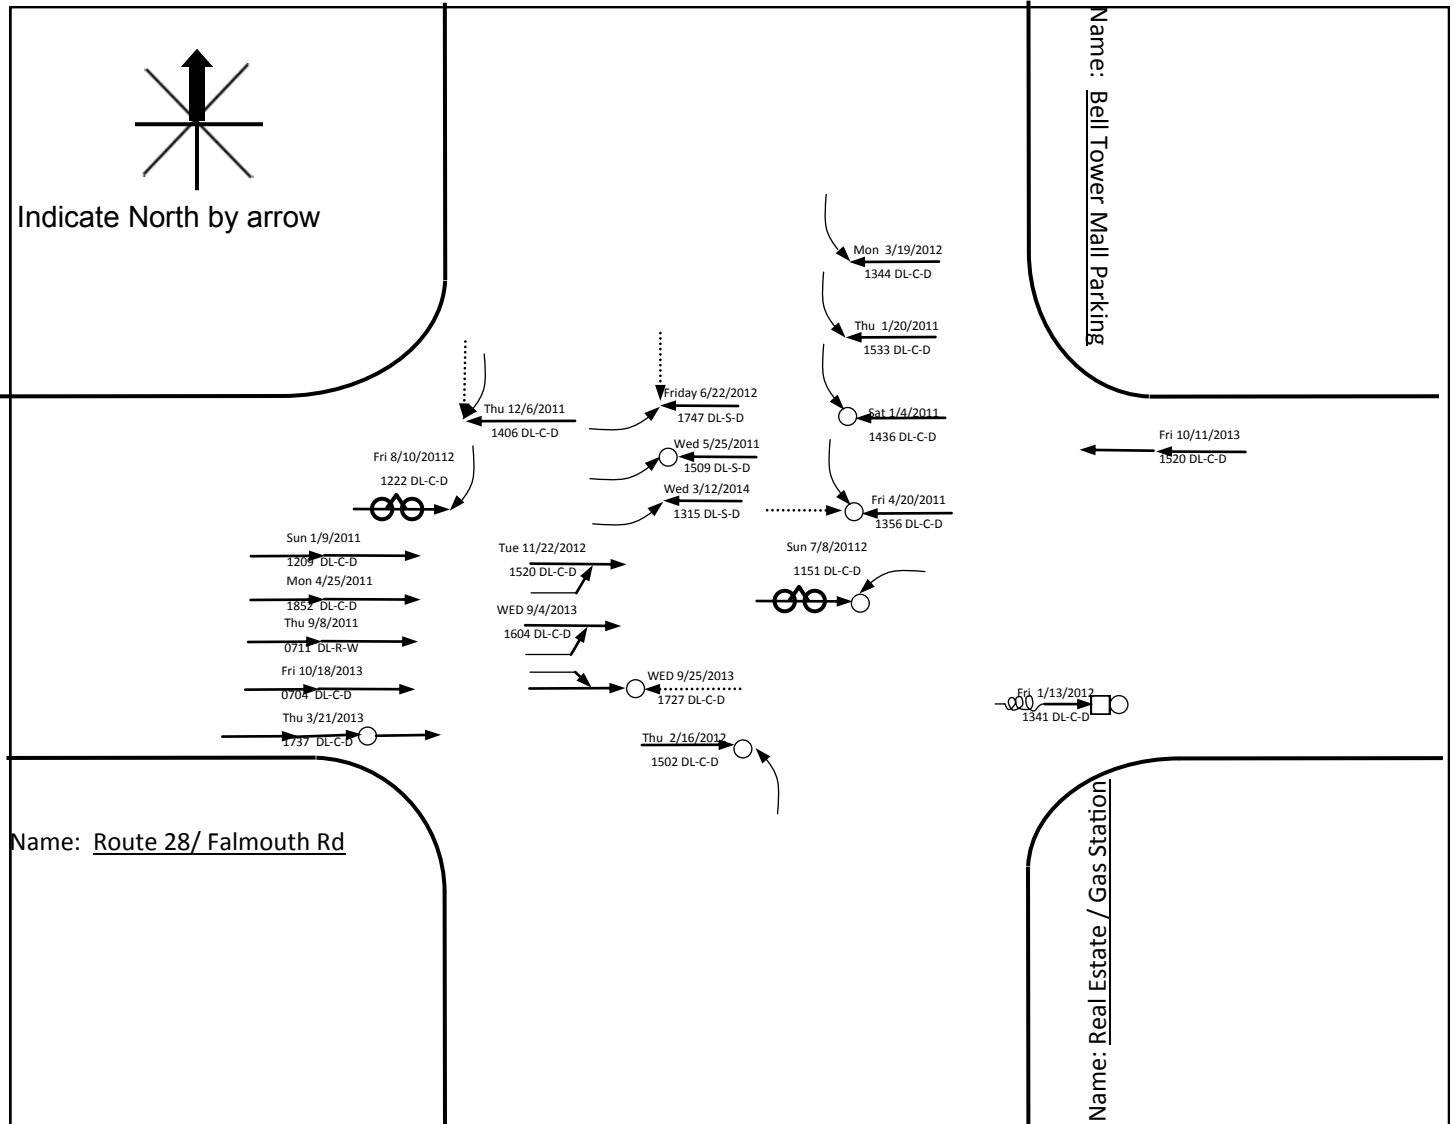 Name: Bell Tower Mall Parking
Indicate North by arrow
Mon 3/19/2012
1344 DL-C-D
Thu 1/20/2011
1533 DL-C-D
Thu 12/6/2011
1406 DL-C-D
Friday 6/22/2012
1747 DL-S-D
Sat 1/4/2011
1436 DL-C-D
Fri 10/11/2013
1520 DL-C-D
Fri 8/10/20112
1222 DL-C-D
Wed 5/25/2011
1509 DL-S-D
Wed 3/12/2014
1315 DL-S-D
Fri 4/20/2011
1356 DL-C-D
Sun 1/9/2011
1209 DL-C-D
Tue 11/22/2012
1520 DL-C-D
Sun 7/8/20112
1151 DL-C-D
Mon 4/25/2011
1852 DL-C-D
Thu 9/8/2011
0711 DL-R-W
WED 9/4/2013
1604 DL-C-D
Fri 10/18/2013
0704 DL-C-D
WED 9/25/2013
1727 DL-C-D
Fri 1/13/2012
1341 DL-C-D
Thu 3/21/2013
1737 DL-C-D
Thu 2/16/2012
1502 DL-C-D
Name: Route 28/ Falmouth Rd
Name: Real Estate / Gas Station